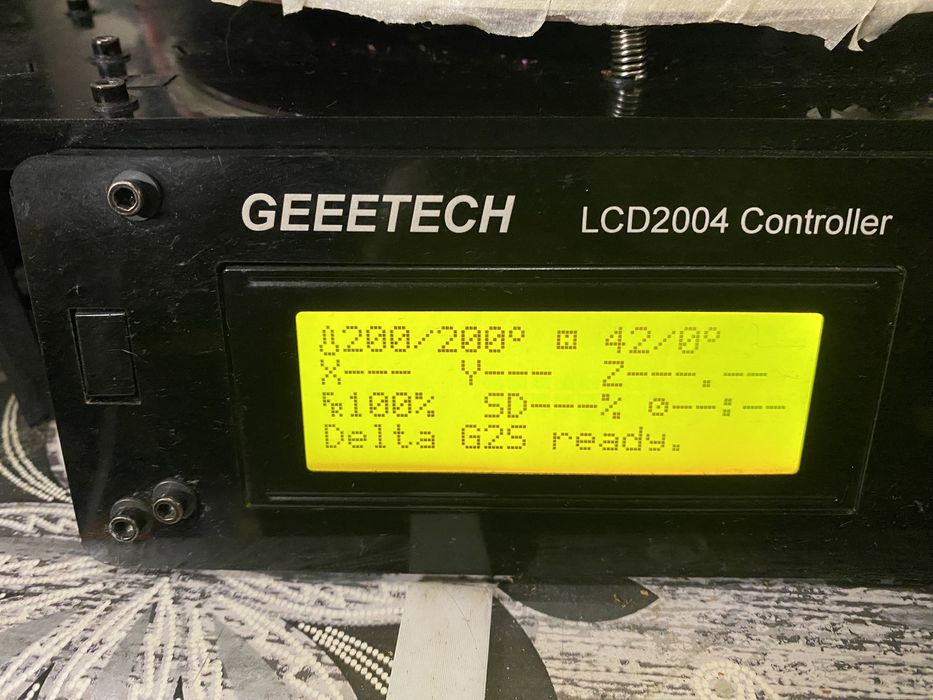 GEEETECH LCD2004 Controller
200/200° 42/0°
X--- Y--- Z---.--
100% SD---% --:--
Delta G2S ready.